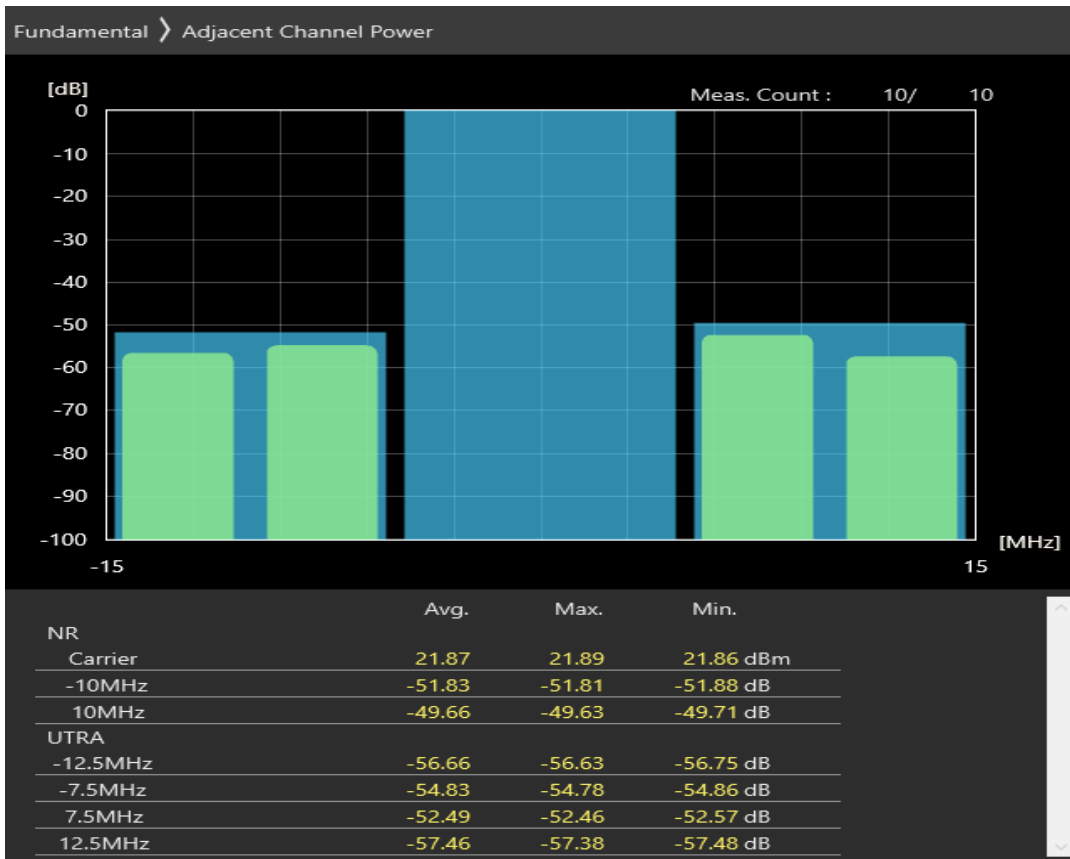 Fundamental ❯ Adjacent Channel Power
[dB]
Meas. Count : 10/ 10
0
-10
-20
-30
-40
-50
-60
-70
-80
-90
-100
[MHz]
-15 15
Avg. Max. Min.
NR
Carrier 21.87 21.89 21.86 dBm
-10MHz -51.83 -51.81 -51.88 dB
10MHz -49.66 -49.63 -49.71 dB
UTRA
-12.5MHz -56.66 -56.63 -56.75 dB
-7.5MHz -54.83 -54.78 -54.86 dB
7.5MHz -52.49 -52.46 -52.57 dB
12.5MHz -57.46 -57.38 -57.48 dB